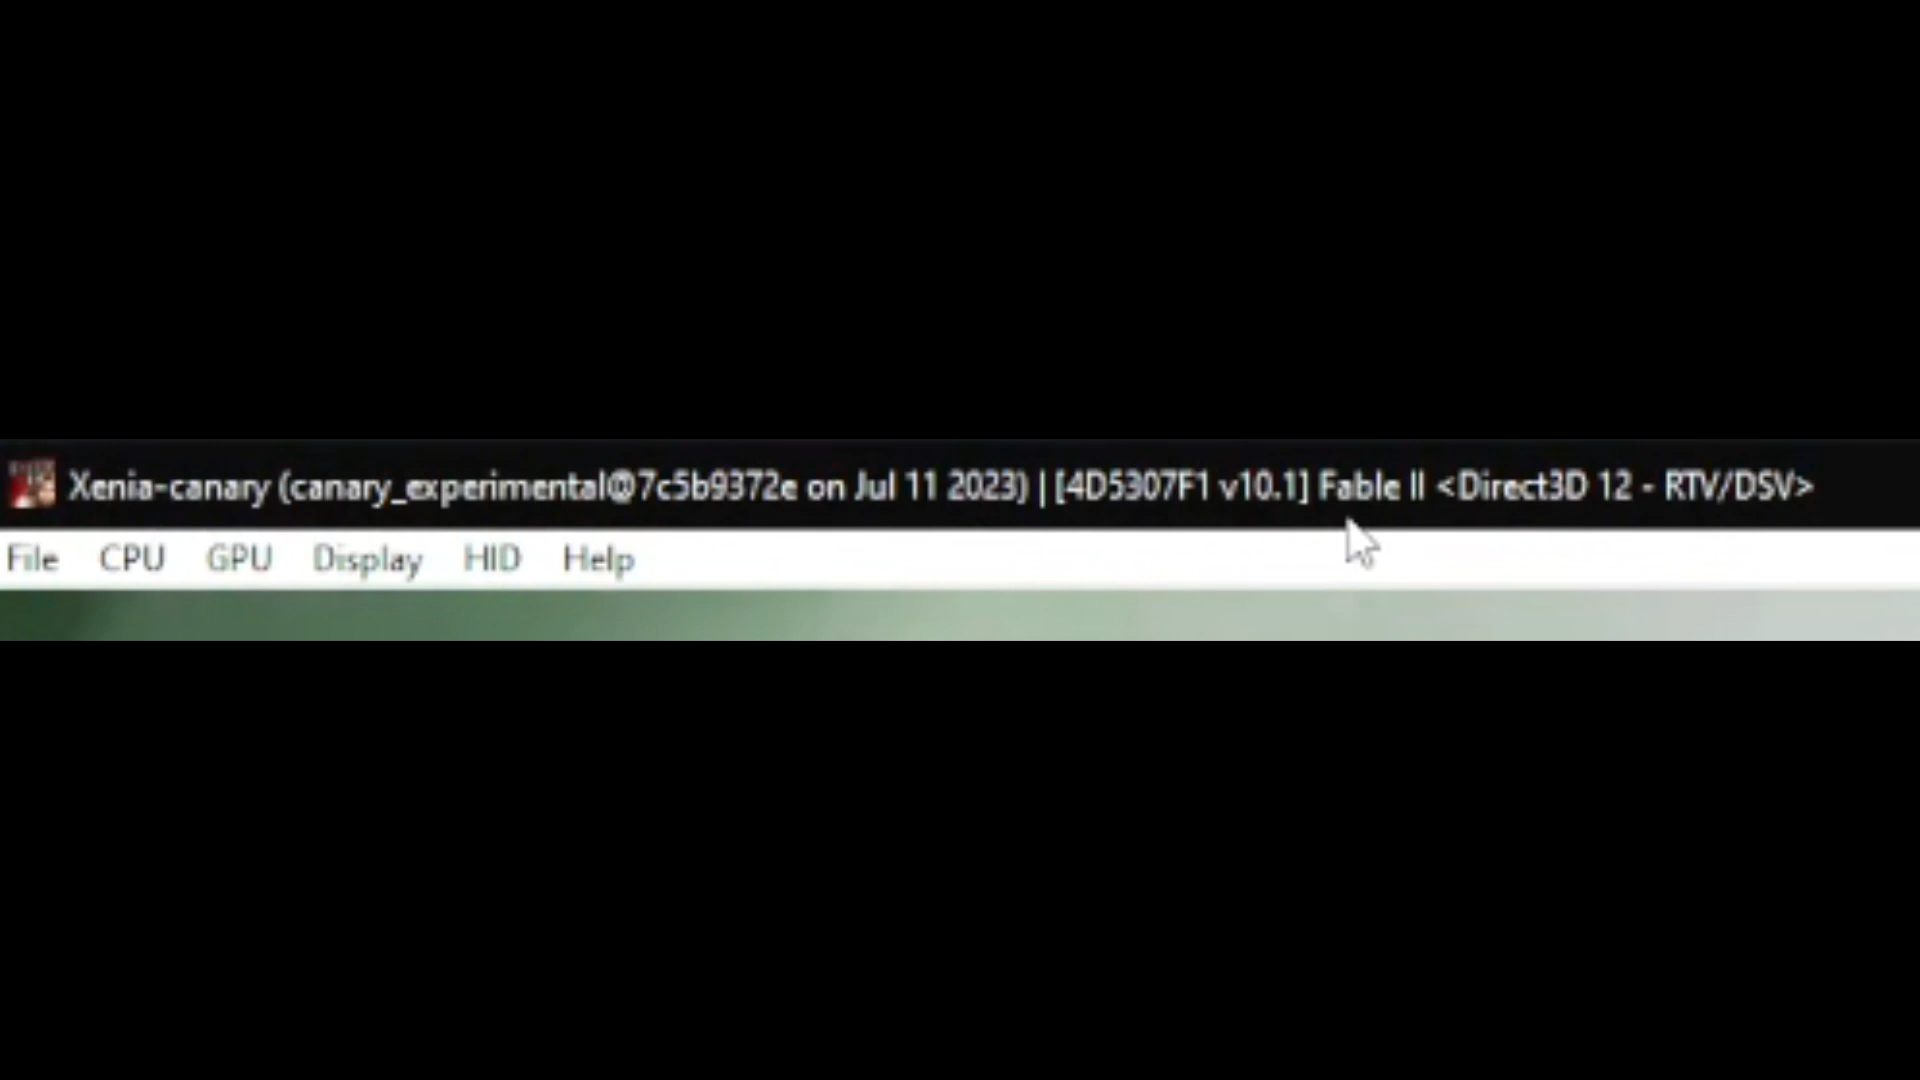 Xenia-canary (canary_experimental@7c5b9372e on Jul 11 2023) | [4D5307F1 v10.1] Fable II <Direct3D 12 - RTV/DSV>
File CPU GPU Display HID Help